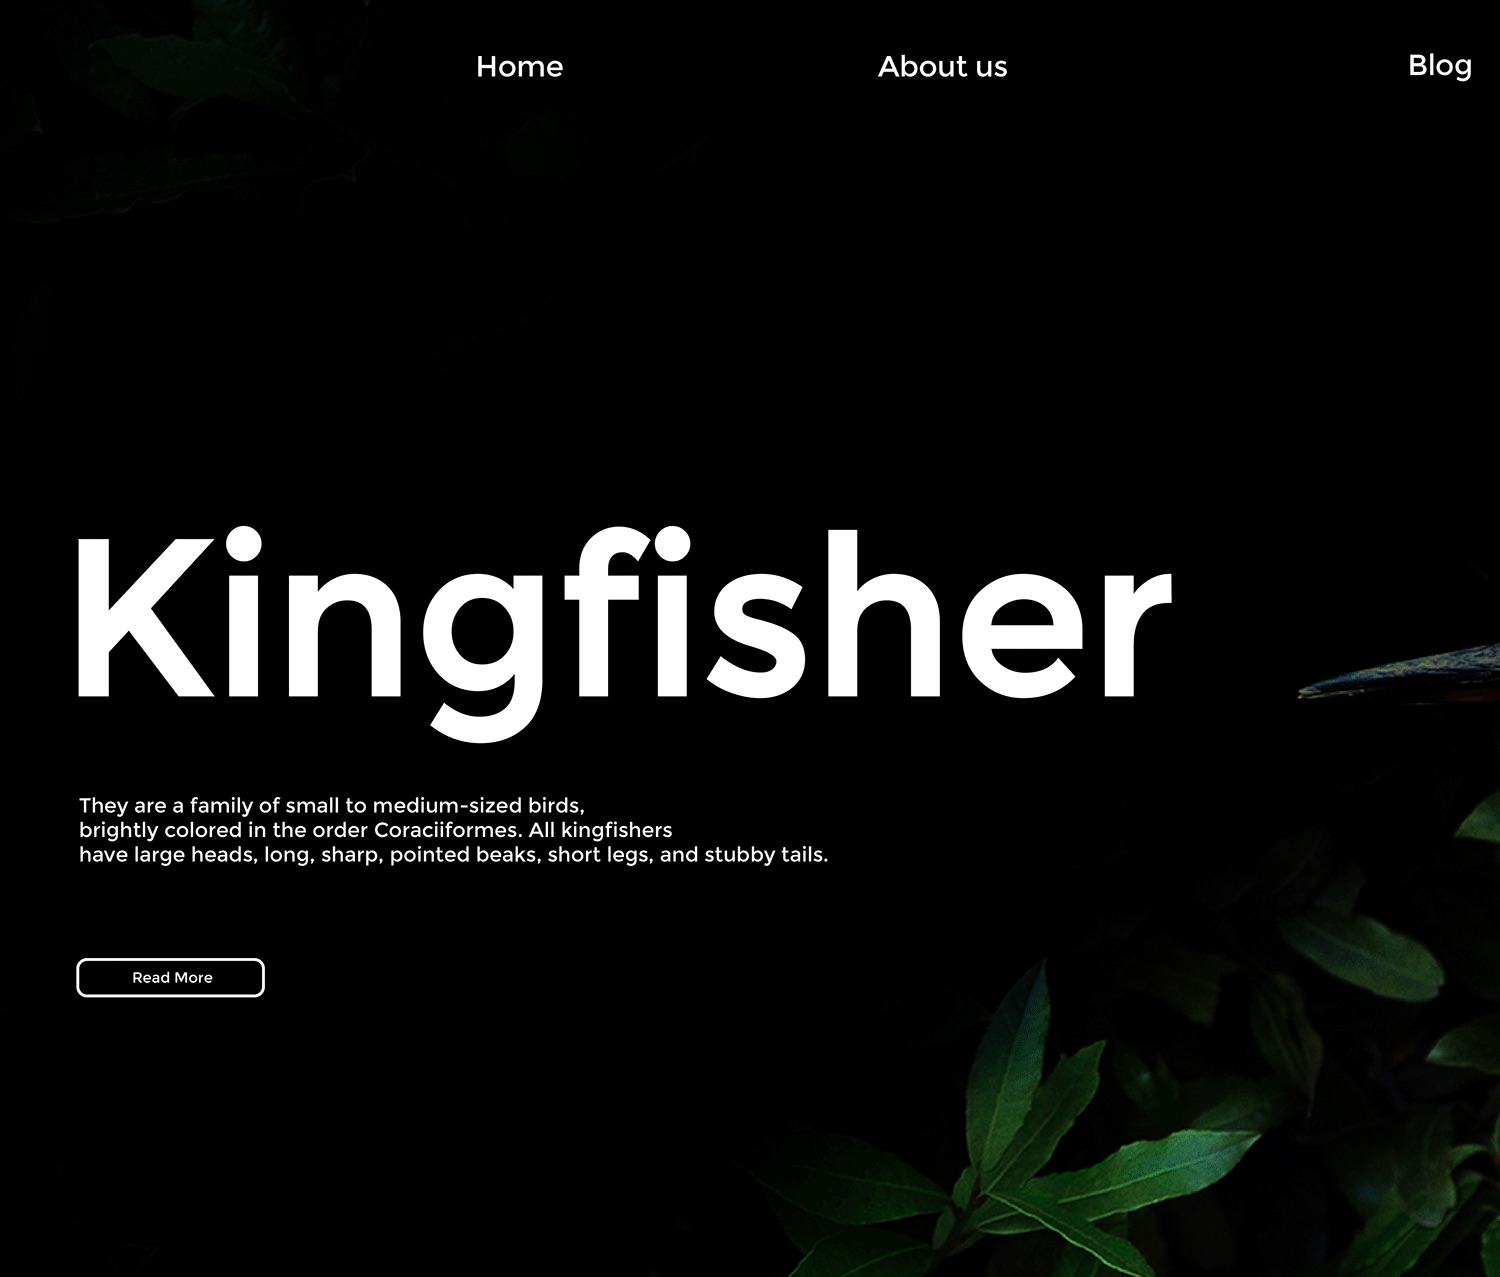 Home About us Blog
Kingfisher
They are a family of small to medium-sized birds,
brightly colored in the order Coraciiformes. All kingfishers
have large heads, long, sharp, pointed beaks, short legs, and stubby tails.
Read More